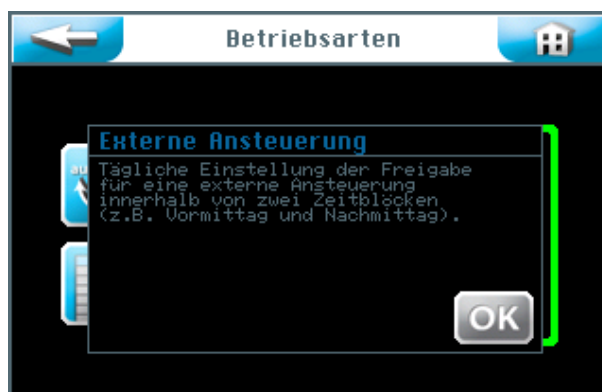 Betriebsarten
Externe Ansteuerung
au
Tägliche Einstellung der Freigabe
für eine externe Ansteuerung
innerhalb von zwei Zeitblöcken
(z.B. Vormittag und Nachmittag).
OK